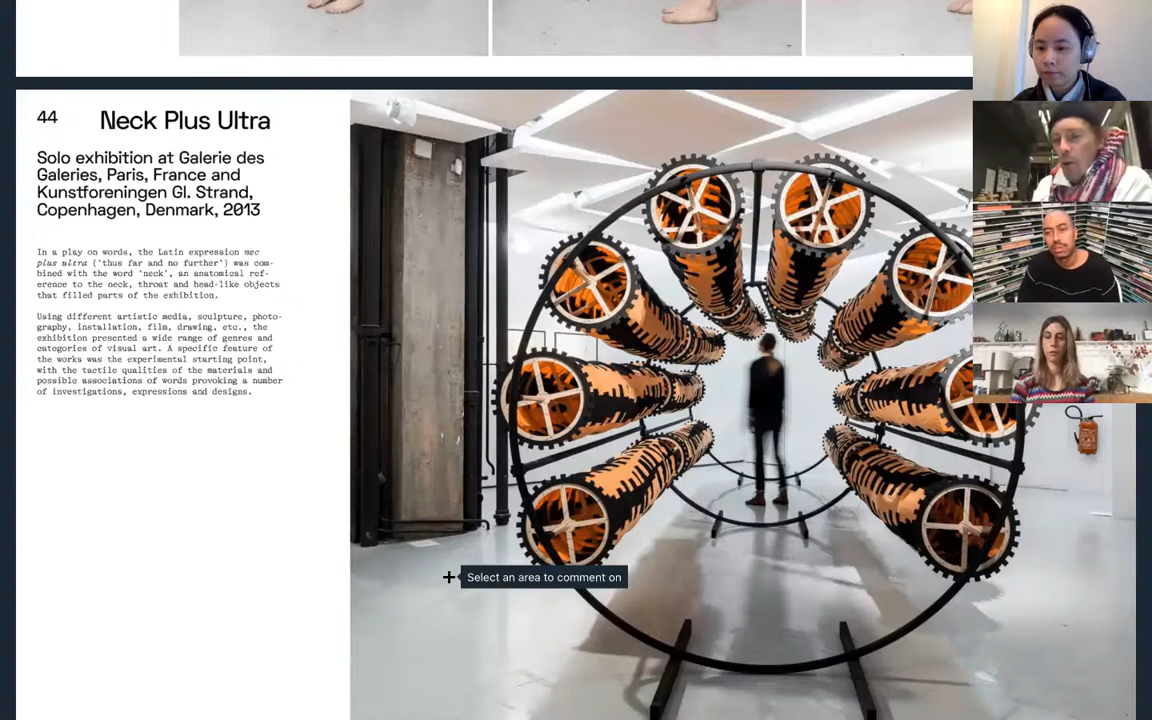 44
Neck Plus Ultra
Solo exhibition at Galerie des
Galeries, Paris, France and
Kunstforeningen Gl. Strand,
Copenhagen, Denmark, 2013
In a play on words, the Latin expression nec
plus ultra ('thus far and no further') was com-
bined with the word 'neck', an anatomical ref-
erence to the neck, throat and head-like objects
that filled parts of the exhibition.
Using different artistic media, sculpture, photo-
graphy, installation, film, drawing, etc., the
exhibition presented a wide range of genres and
categories of visual art. A specific feature of
the works was the experimental starting point,
with the tactile qualities of the materials and
possible associations of words provoking a number
of investigations, expressions and designs.
Select an area to comment on